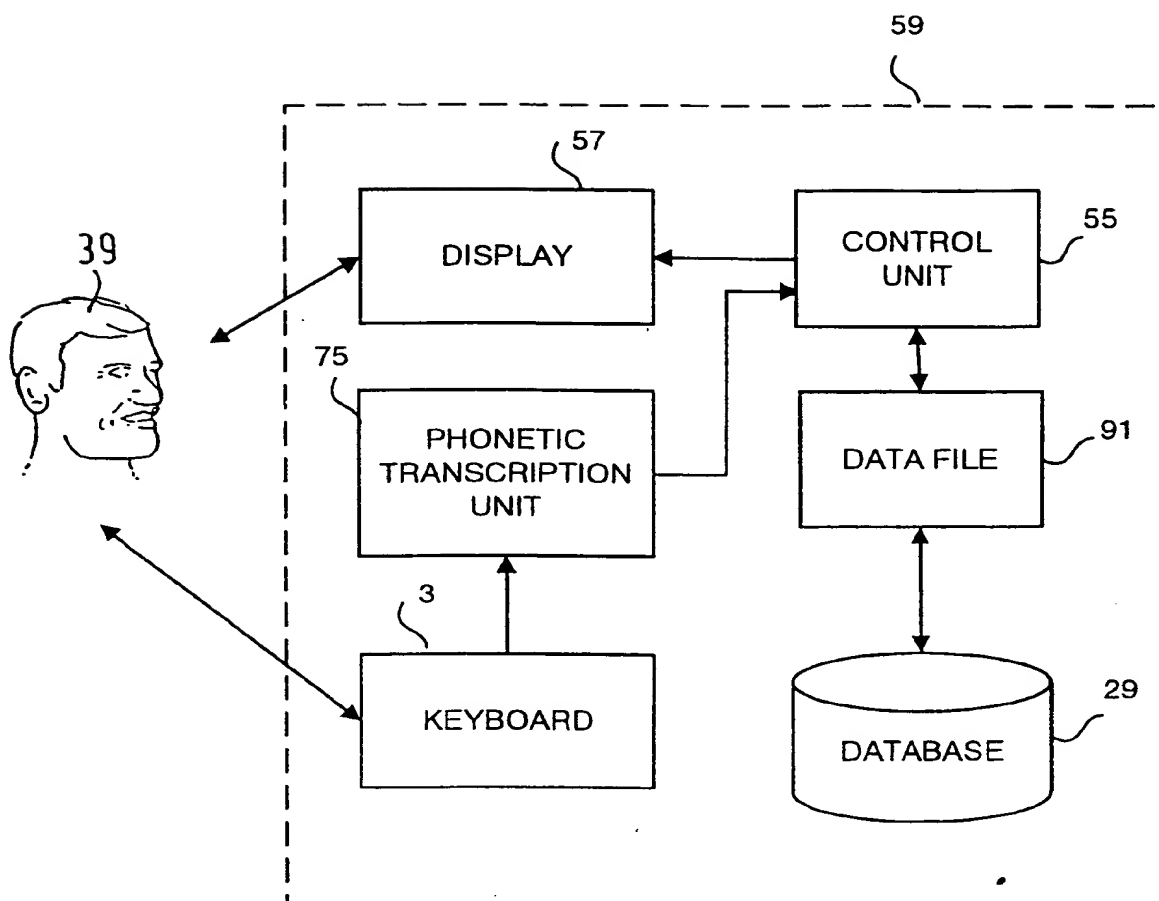 59
57
DISPLAY
CONTROL
UNIT
55
39
75
PHONETIC
TRANSCRIPTION
UNIT
DATA FILE
91
3
KEYBOARD
DATABASE
29